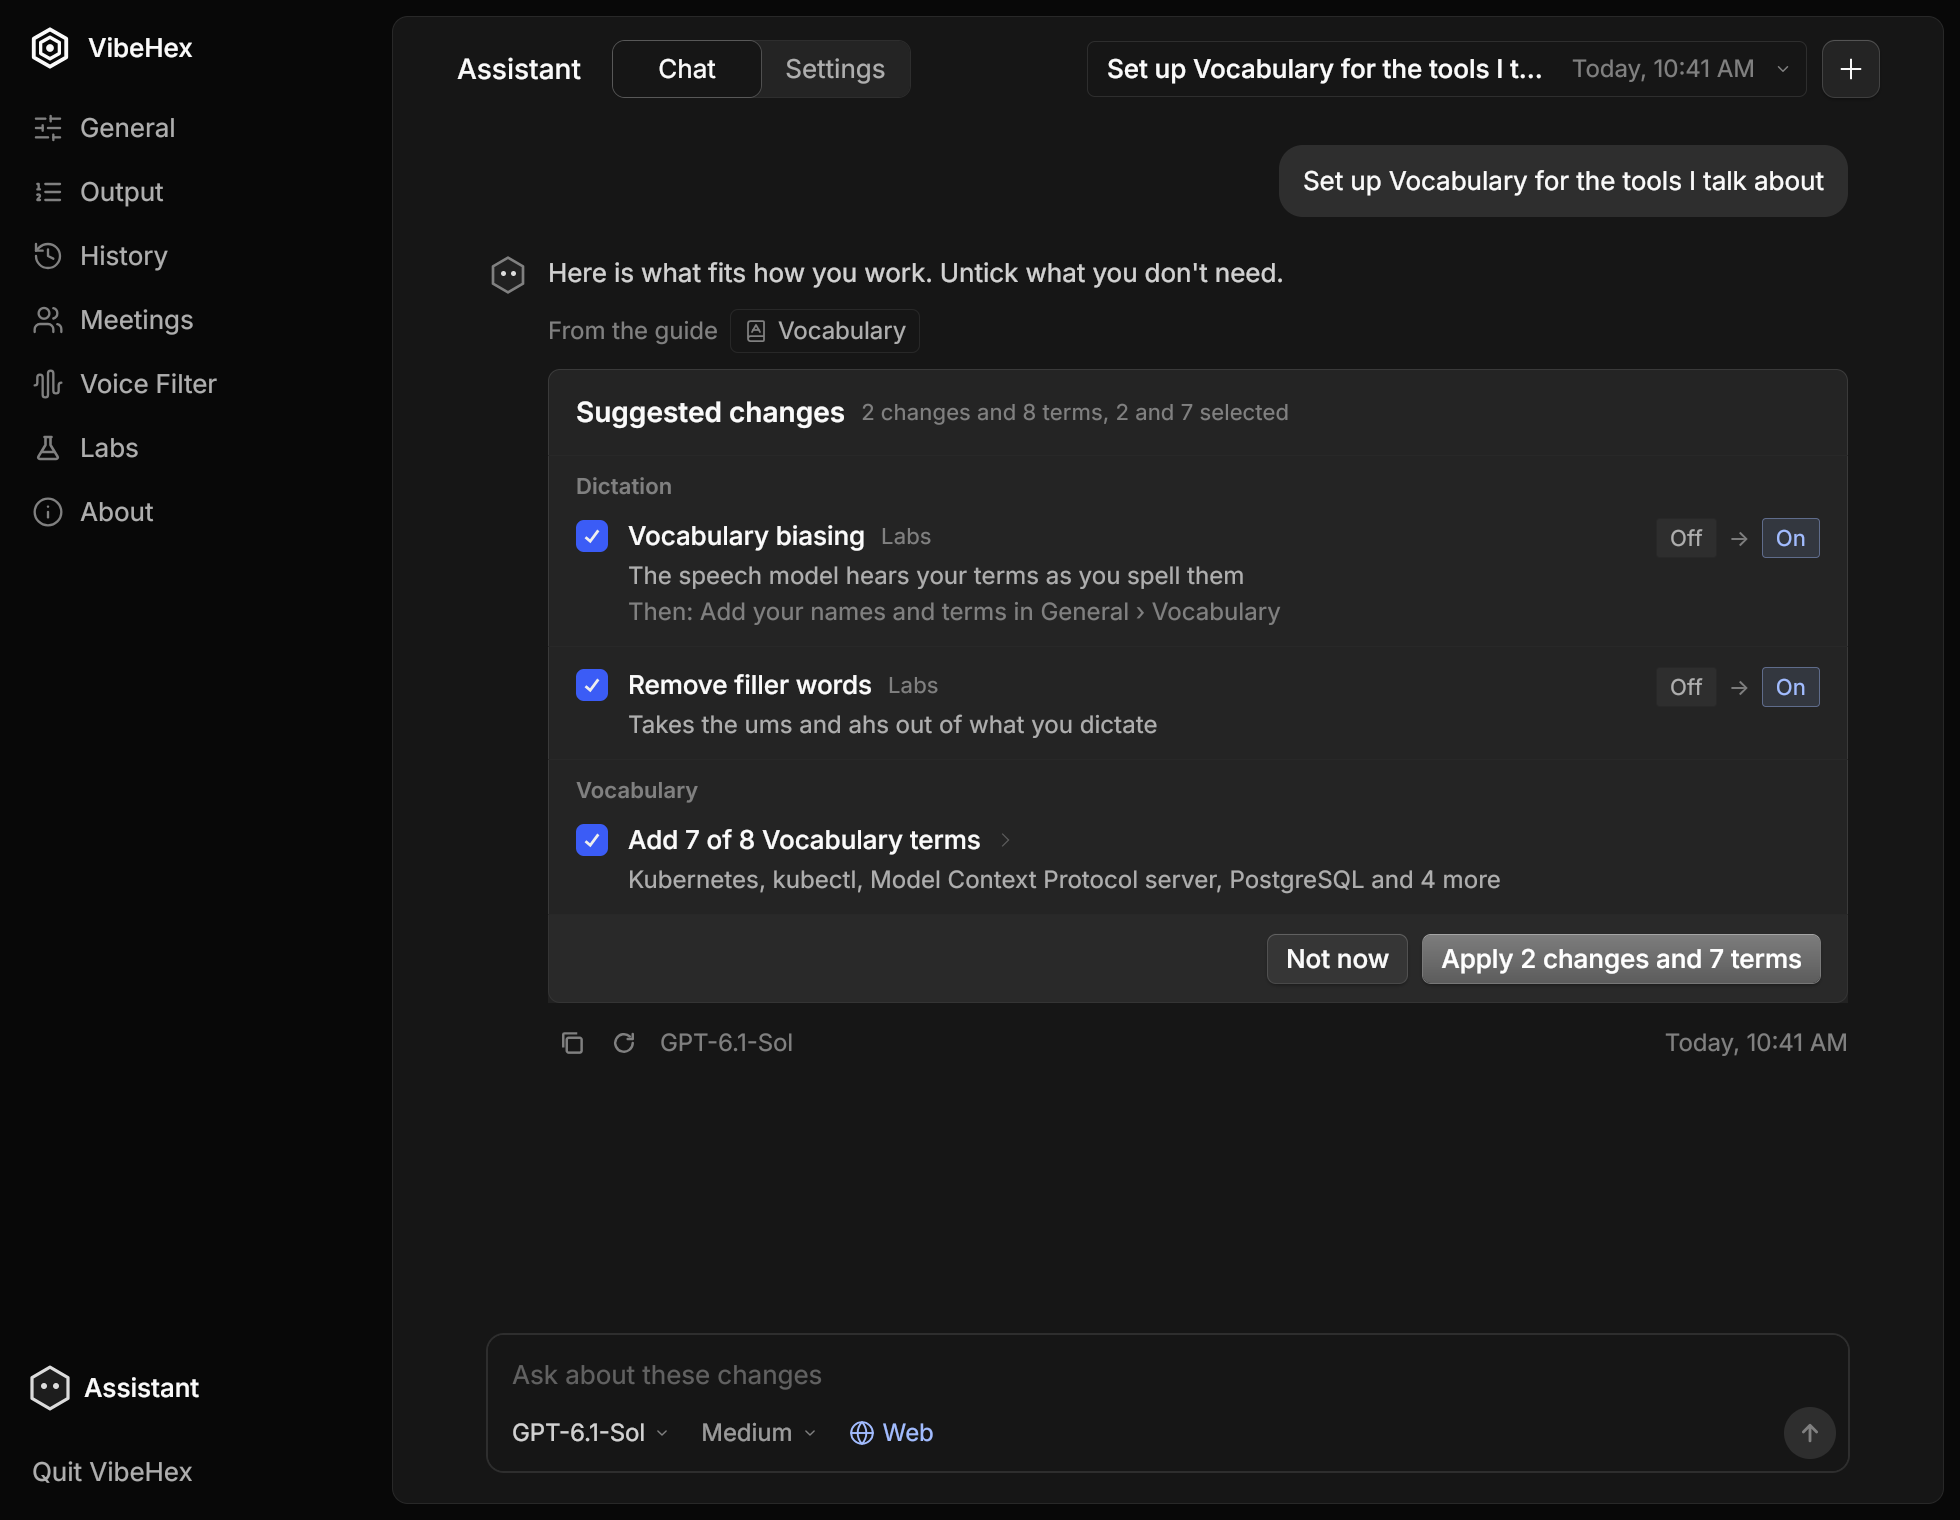 VibeHex
General
Output
History
Meetings
Voice Filter
Labs
About
Assistant
Quit VibeHex
Assistant
Chat
Settings
Set up Vocabulary for the tools I t...
Today, 10:41 AM
Set up Vocabulary for the tools I talk about
Here is what fits how you work. Untick what you don't need.
From the guide
Vocabulary
Suggested changes
2 changes and 8 terms, 2 and 7 selected
Dictation
Vocabulary biasing Labs
Off → On
The speech model hears your terms as you spell them
Then: Add your names and terms in General › Vocabulary
Remove filler words Labs
Off → On
Takes the ums and ahs out of what you dictate
Vocabulary
Add 7 of 8 Vocabulary terms
Kubernetes, kubectl, Model Context Protocol server, PostgreSQL and 4 more
Not now
Apply 2 changes and 7 terms
GPT-6.1-Sol
Today, 10:41 AM
Ask about these changes
GPT-6.1-Sol
Medium
Web